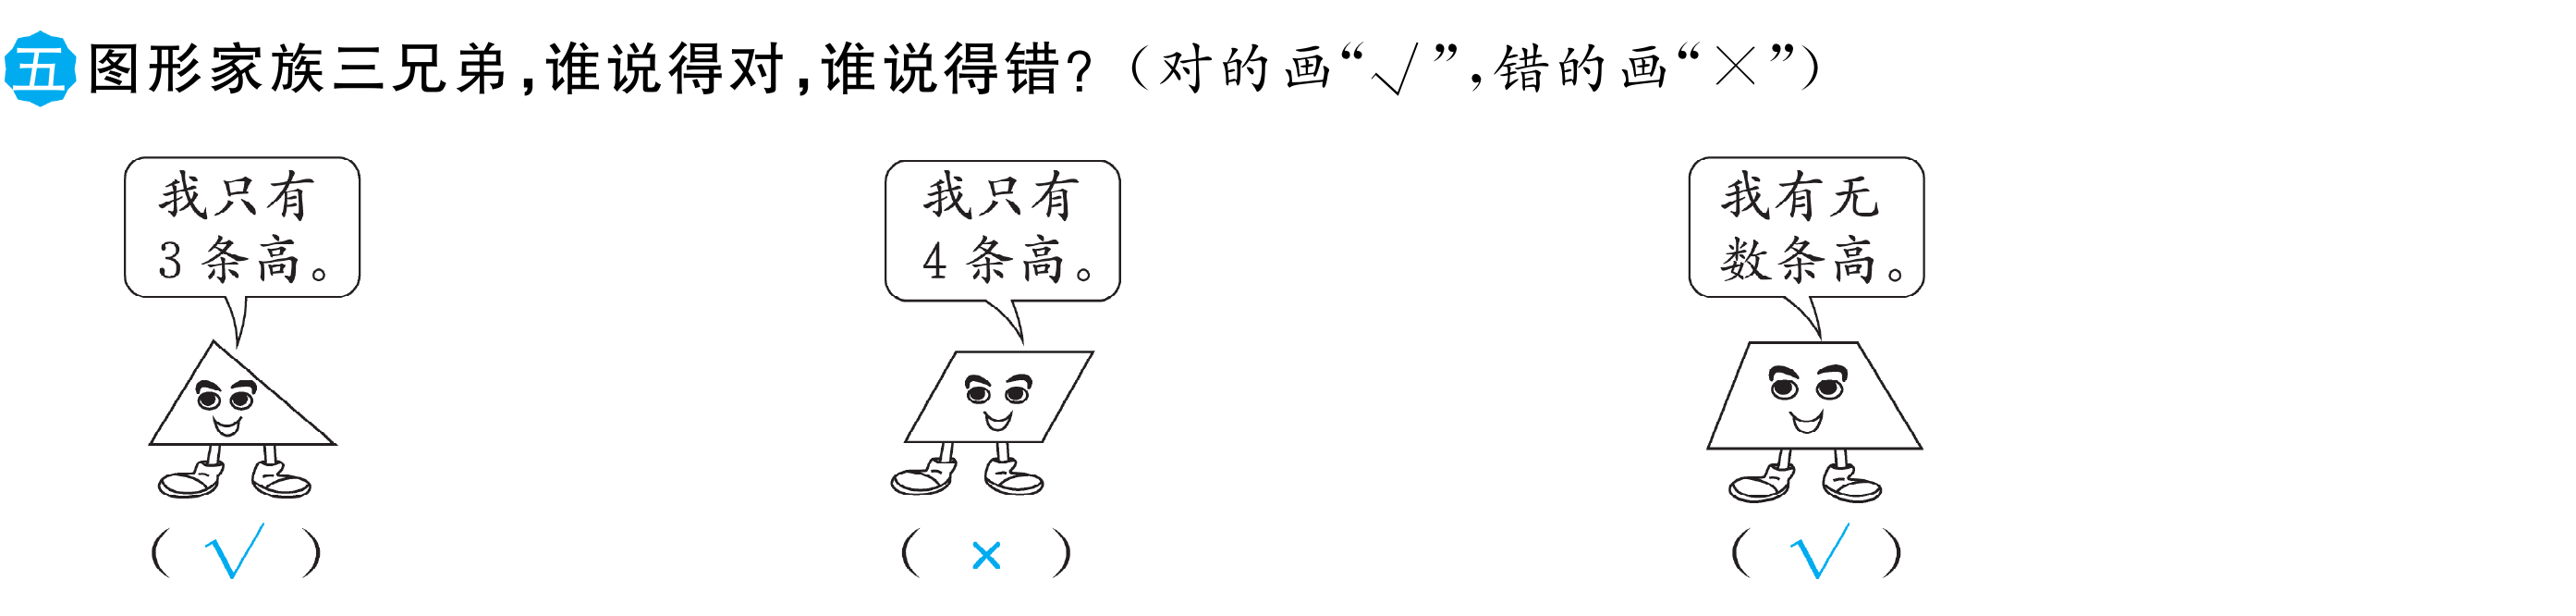 五 图形家族三兄弟,谁说得对,谁说得错?(对的画“√”,错的画“×”)
我只有
3条高。
我只有
4条高。
我有无
数条高。
( √ ) ( × ) ( √ )